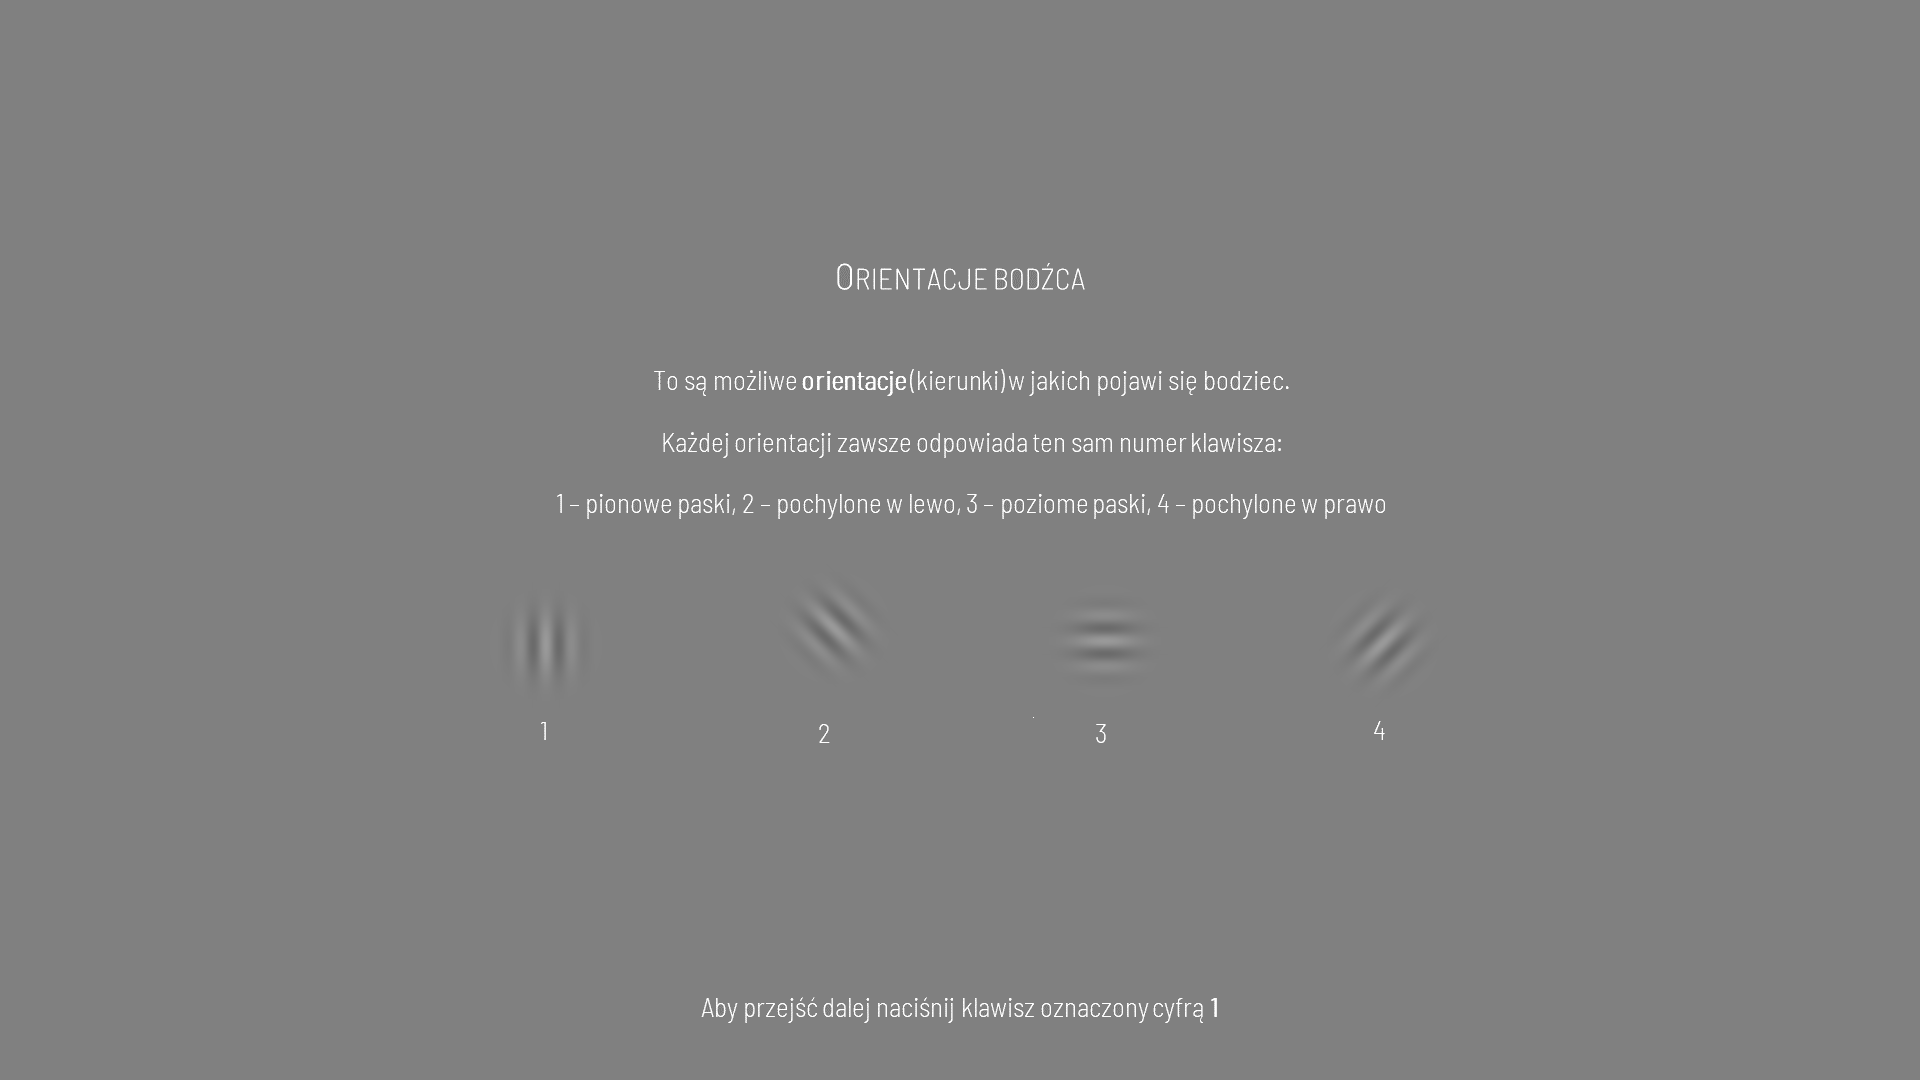 ORIENTACJE BODŹCA
To są możliwe orientacje (kierunki) w jakich pojawi się bodziec.
Każdej orientacji zawsze odpowiada ten sam numer klawisza:
1 – pionowe paski, 2 – pochylone w lewo, 3 – poziome paski, 4 – pochylone w prawo
1 2 3 4
Aby przejść dalej naciśnij klawisz oznaczony cyfrą 1